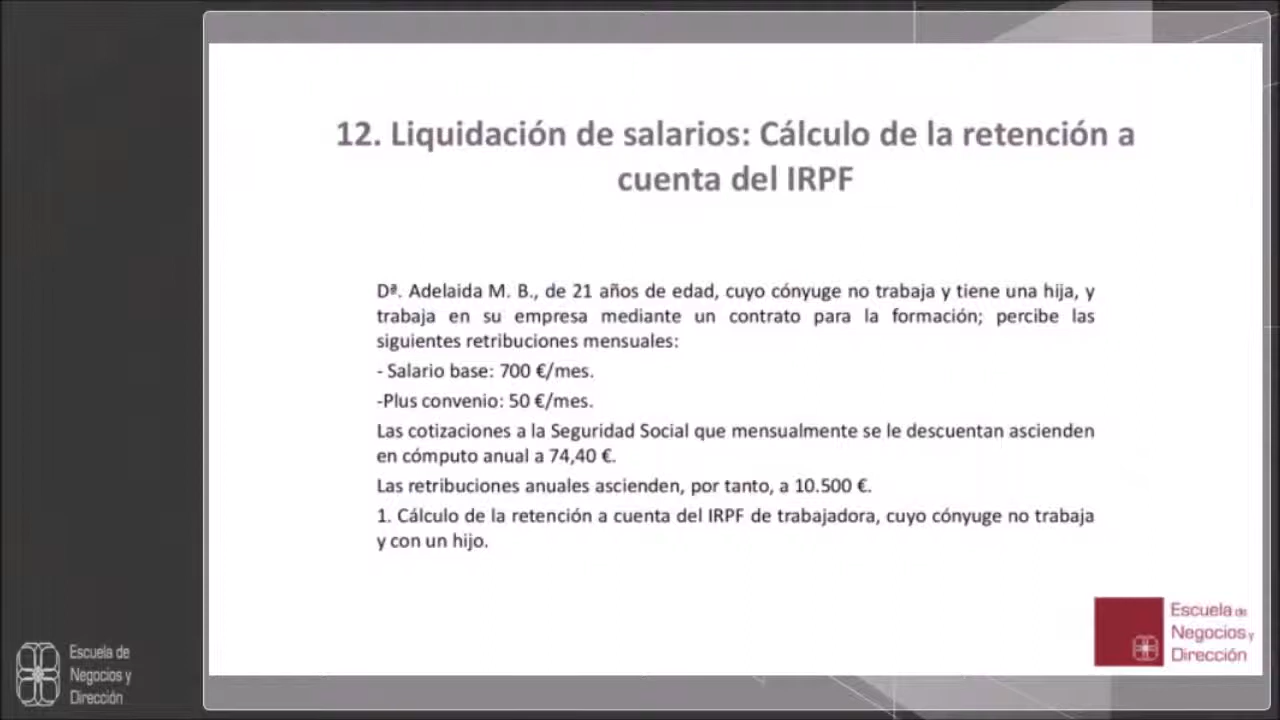 12. Liquidación de salarios: Cálculo de la retención a
cuenta del IRPF
Dª. Adelaida M. B., de 21 años de edad, cuyo cónyuge no trabaja y tiene una hija, y
trabaja en su empresa mediante un contrato para la formación; percibe las
siguientes retribuciones mensuales:
- Salario base: 700 €/mes.
-Plus convenio: 50 €/mes.
Las cotizaciones a la Seguridad Social que mensualmente se le descuentan ascienden
en cómputo anual a 74,40 €.
Las retribuciones anuales ascienden, por tanto, a 10.500 €.
1. Cálculo de la retención a cuenta del IRPF de trabajadora, cuyo cónyuge no trabaja
y con un hijo.
Escuela de
Negocios y
Dirección
Escuela de
Negocios y
Dirección